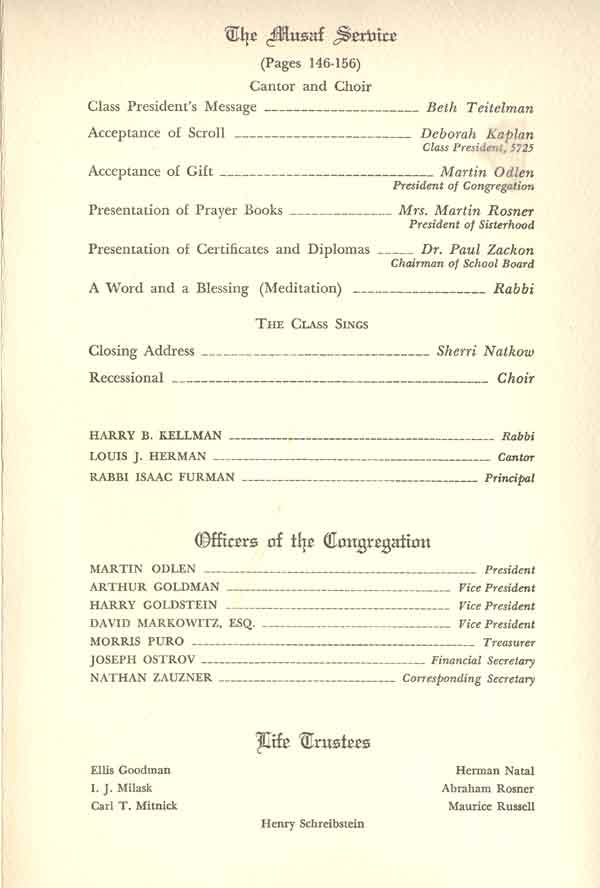 The Musaf Service
(Pages 146-156)
Cantor and Choir
Class President's Message Beth Teitelman
Acceptance of Scroll Deborah Kaplan
Class President, 5725
Acceptance of Gift Martin Odlen
President of Congregation
Presentation of Prayer Books Mrs. Martin Rosner
President of Sisterhood
Presentation of Certificates and Diplomas Dr. Paul Zackon
Chairman of School Board
A Word and a Blessing (Meditation) Rabbi
The Class Sings
Closing Address Sherri Natkow
Recessional Choir
HARRY B. KELLMAN Rabbi
LOUIS J. HERMAN Cantor
RABBI ISAAC FURMAN Principal
Officers of the Congregation
MARTIN ODLEN President
ARTHUR GOLDMAN Vice President
HARRY GOLDSTEIN Vice President
DAVID MARKOWITZ, ESQ. Vice President
MORRIS PURO Treasurer
JOSEPH OSTROV Financial Secretary
NATHAN ZAUZNER Corresponding Secretary
Life Trustees
Ellis Goodman Herman Natal
I. J. Milask Abraham Rosner
Carl T. Mitnick Maurice Russell
Henry Schreibstein